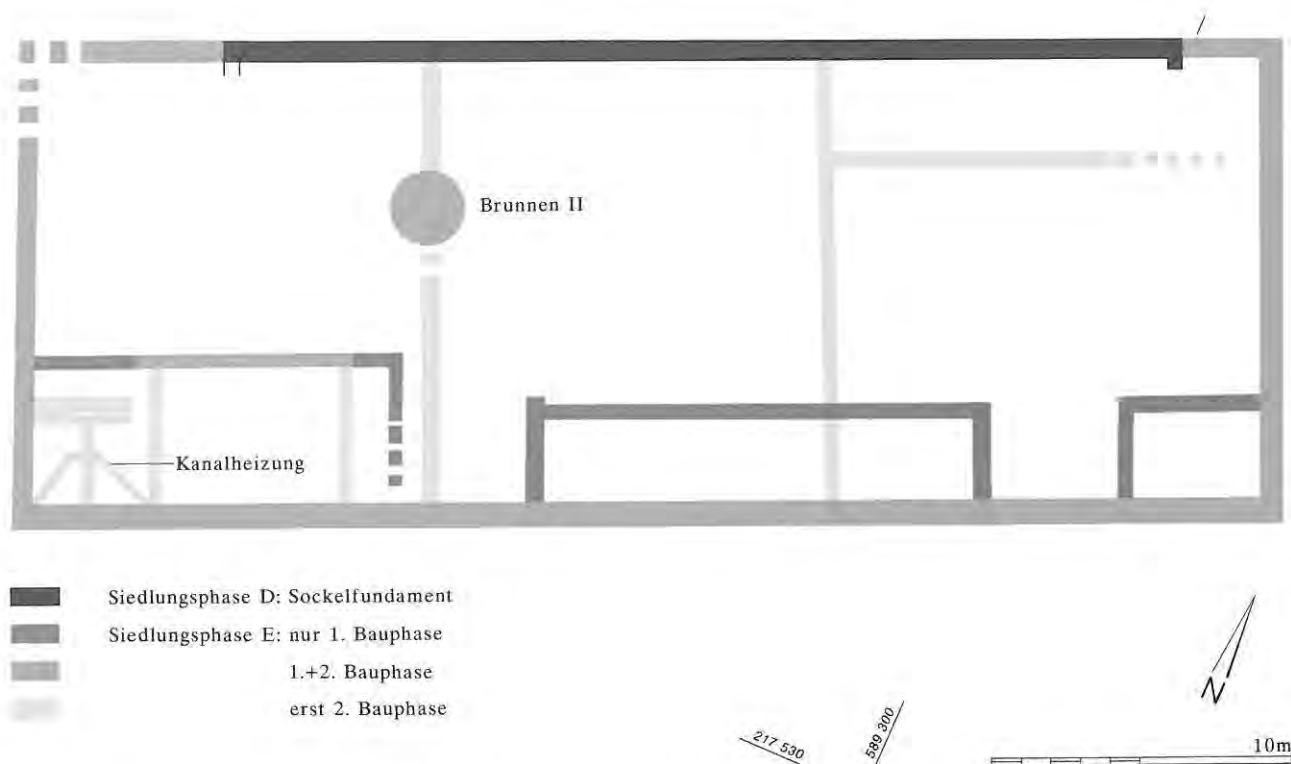 Brunnen II
Kanalheizung
Siedlungsphase D: Sockelfundament
Siedlungsphase E: nur 1. Bauphase
1.+2. Bauphase
erst 2. Bauphase
N
217 530
589 300
10m